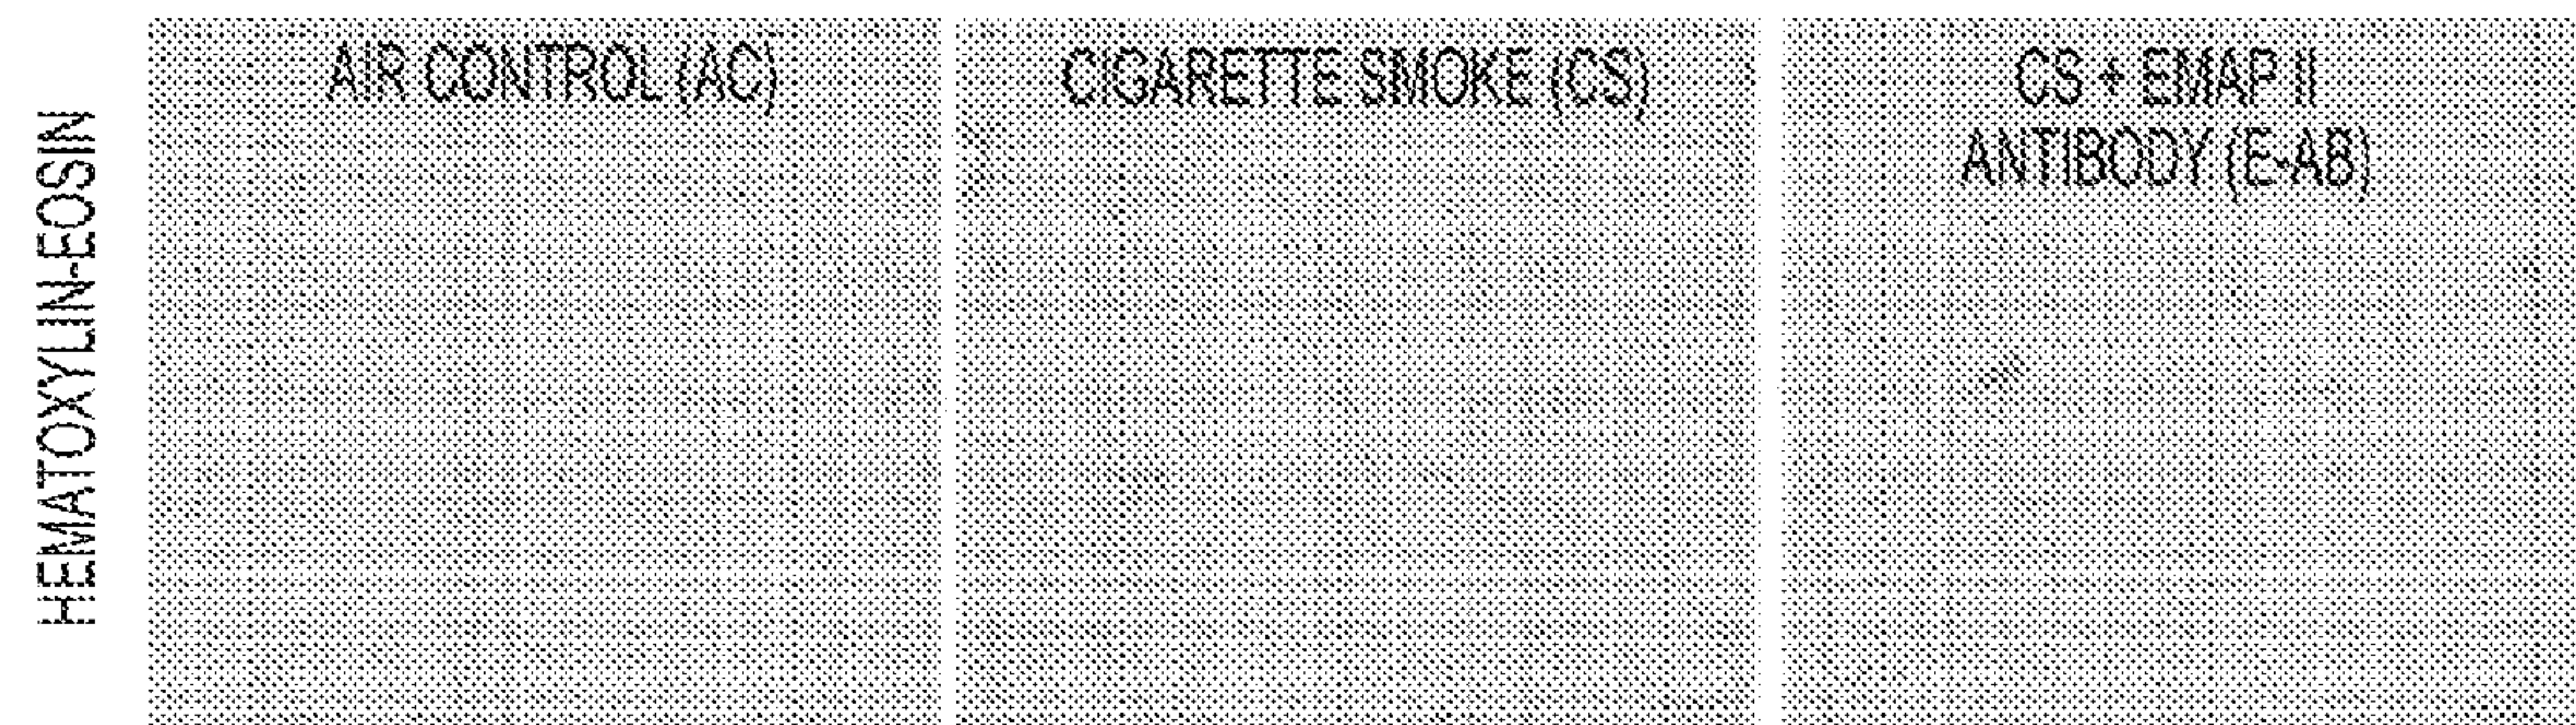 HEMATOXYLIN-EOSIN
AIR CONTROL (AC)
CIGARETTE SMOKE (CS)
CS + EMAP II
ANTIBODY (E-AB)